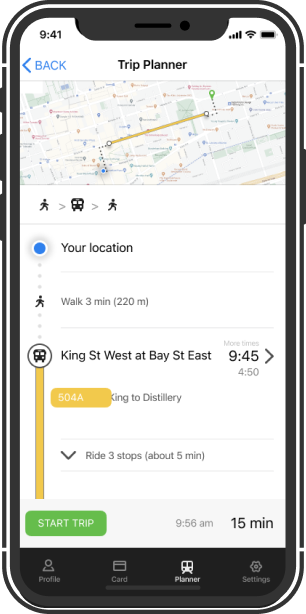 9:41
BACK
Trip Planner
> >
Your location
Walk 3 min (220 m)
More times
King St West at Bay St East 9:45
4:50
504A King to Distillery
Ride 3 stops (about 5 min)
START TRIP 9:56 am 15 min
Profile Card Planner Settings